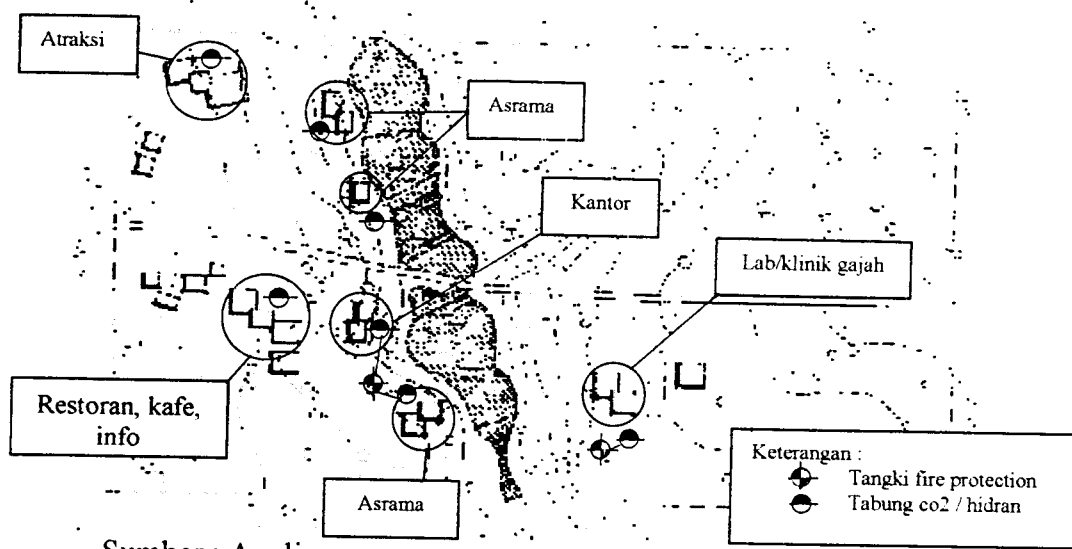 Atraksi
Asrama
Kantor
Lab/klinik gajah
Restoran, kafe,
info
Asrama
Keterangan :
Tangki fire protection
Tabung co2 / hidran